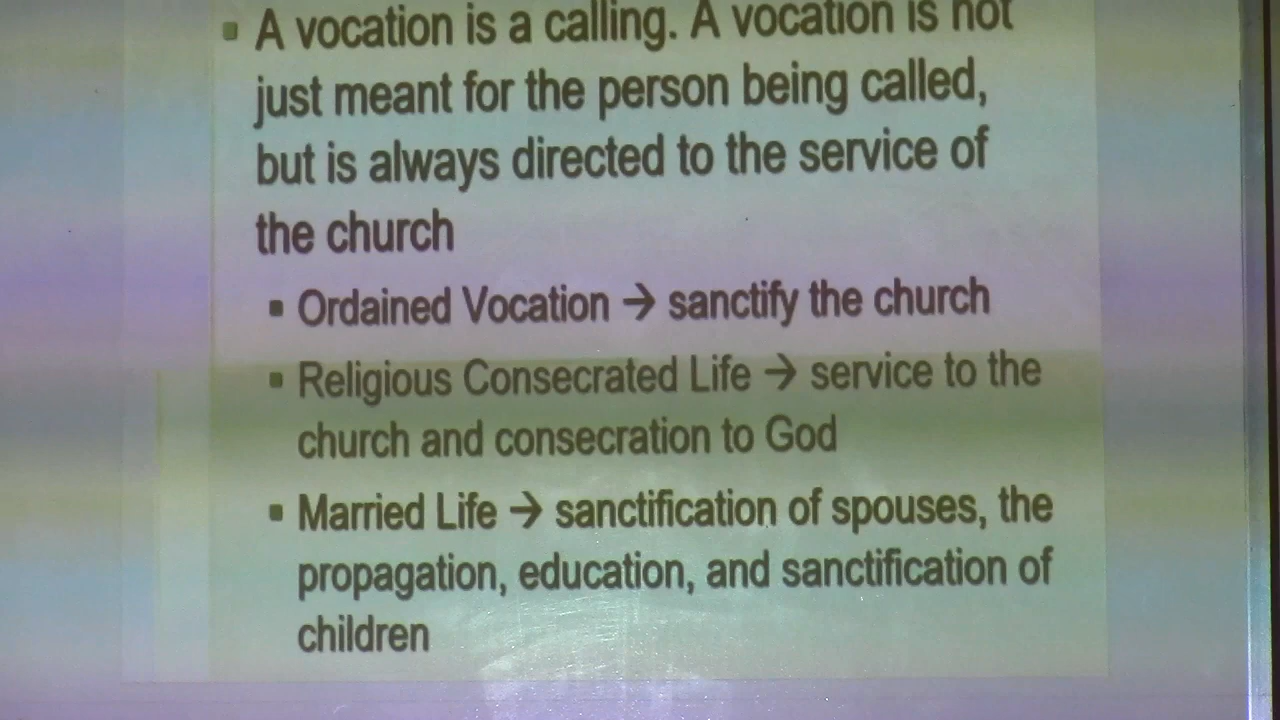 ▪ A vocation is a calling. A vocation is not
just meant for the person being called,
but is always directed to the service of
the church
▪ Ordained Vocation → sanctify the church
▪ Religious Consecrated Life → service to the
church and consecration to God
▪ Married Life → sanctification of spouses, the
propagation, education, and sanctification of
children